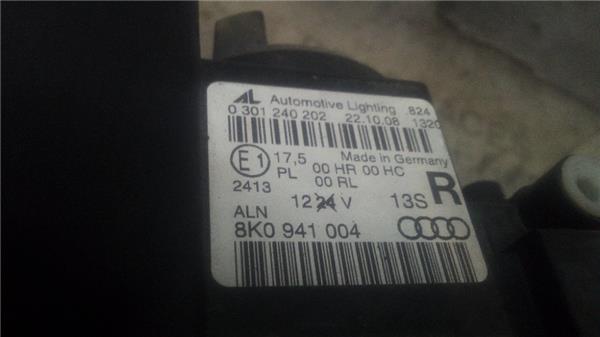 AL Automotive Lighting .824
0 301 240 202 22.10.08 1320
E1 17,5 Made in Germany
PL 00 HR 00 HC
2413 00 RL R
12 24 V 13S
ALN
8K0 941 004